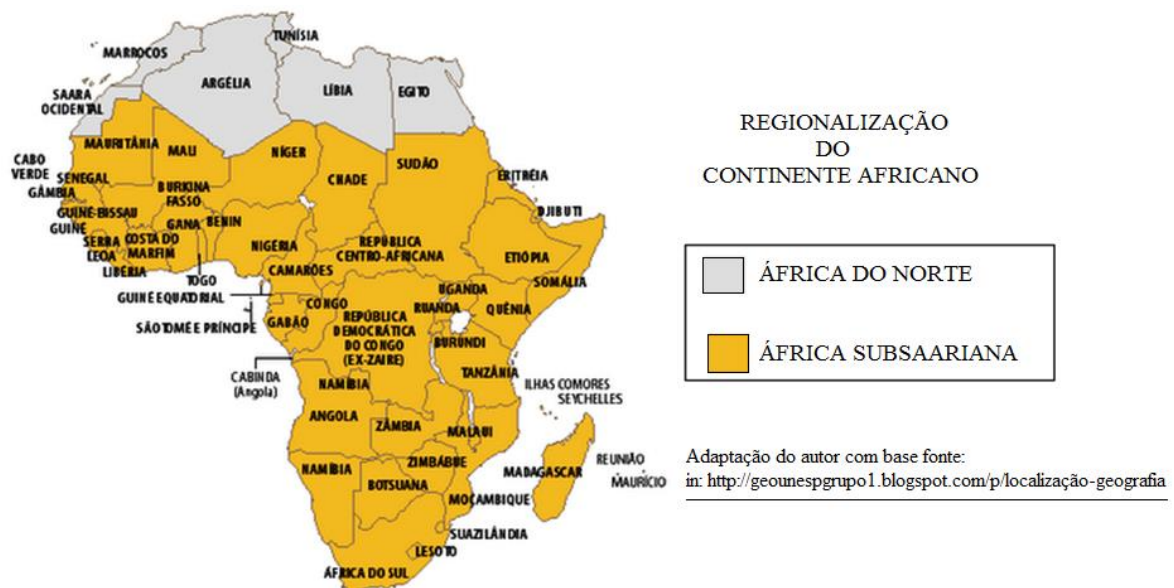 TUNÍSIA
MARROCOS
ARGÉLIA
LÍBIA
EGITO
SAARA
OCIDENTAL
MAURITÂNIA
MALI
NÍGER
CHADE
SUDÃO
ERITRÉIA
CABO
VERDE
SENEGAL
GÂMBIA
BURKINA
FASSO
DJIBUTI
GUINÉ-BISSAU
GUINÉ
GANA
BENIN
SERRA
LEOA
COSTA DO
MARFIM
NIGÉRIA
REPÚBLICA
CENTRO-AFRICANA
ETIÓPIA
LIBÉRIA
CAMARÕES
SOMÁLIA
TOGO
GUINÉ EQUATORIAL
UGANDA
CONGO
RUANDA
QUÊNIA
GABÃO
SÃO TOMÉ E PRÍNCIPE
REPÚBLICA
DEMOCRÁTICA
DO CONGO
(EX-ZAIRE)
BURUNDI
CABINDA
(Angola)
TANZÂNIA
NAMÍBIA
ILHAS COMORES
SEYCHELLES
ANGOLA
ZÂMBIA
MALAUI
NAMÍBIA
ZIMBÁBUE
MADAGASCAR
REUNIÃO
MAURÍCIO
BOTSUANA
MOÇAMBIQUE
SUAZILÂNDIA
LESOTO
ÁFRICA DO SUL
REGIONALIZAÇÃO
DO
CONTINENTE AFRICANO
ÁFRICA DO NORTE
ÁFRICA SUBSAARIANA
Adaptação do autor com base fonte:
in: http://geounespgrupo1.blogspot.com/p/localização-geografia